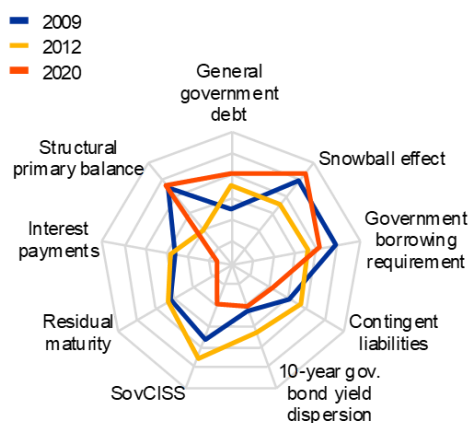 2009
2012
2020
General
government
debt
Snowball effect
Government
borrowing
requirement
Contingent
liabilities
10-year gov.
bond yield
dispersion
SovCISS
Residual
maturity
Interest
payments
Structural
primary balance